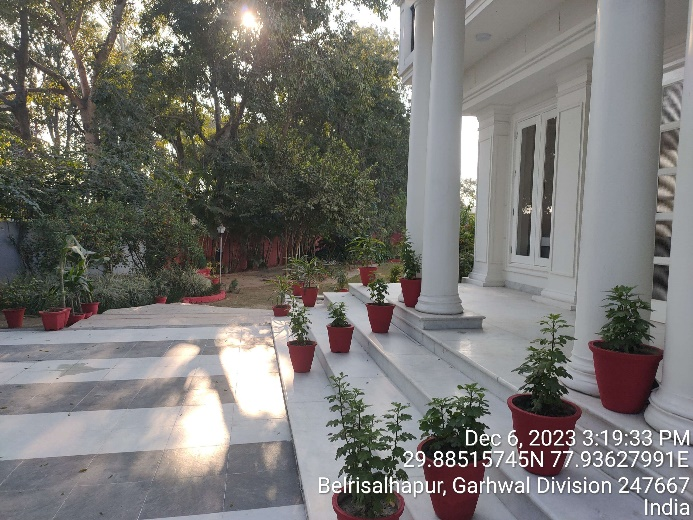 Dec 6, 2023 3:19:33 PM
29.88515745N 77.93627991E
Belrisalhapur, Garhwal Division 247667
India